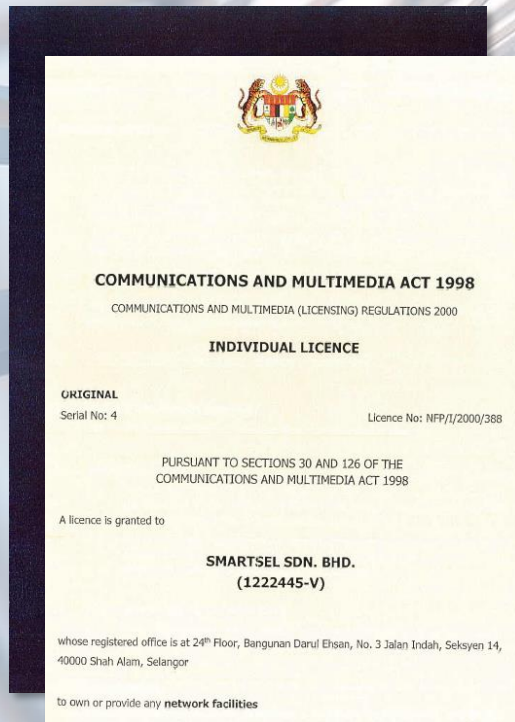 COMMUNICATIONS AND MULTIMEDIA ACT 1998
COMMUNICATIONS AND MULTIMEDIA (LICENSING) REGULATIONS 2000
INDIVIDUAL LICENCE
ORIGINAL
Serial No: 4
Licence No: NFP/I/2000/388
PURSUANT TO SECTIONS 30 AND 126 OF THE
COMMUNICATIONS AND MULTIMEDIA ACT 1998
A licence is granted to
SMARTSEL SDN. BHD.
(1222445-V)
whose registered office is at 24th Floor, Bangunan Darul Ehsan, No. 3 Jalan Indah, Seksyen 14,
40000 Shah Alam, Selangor
to own or provide any network facilities